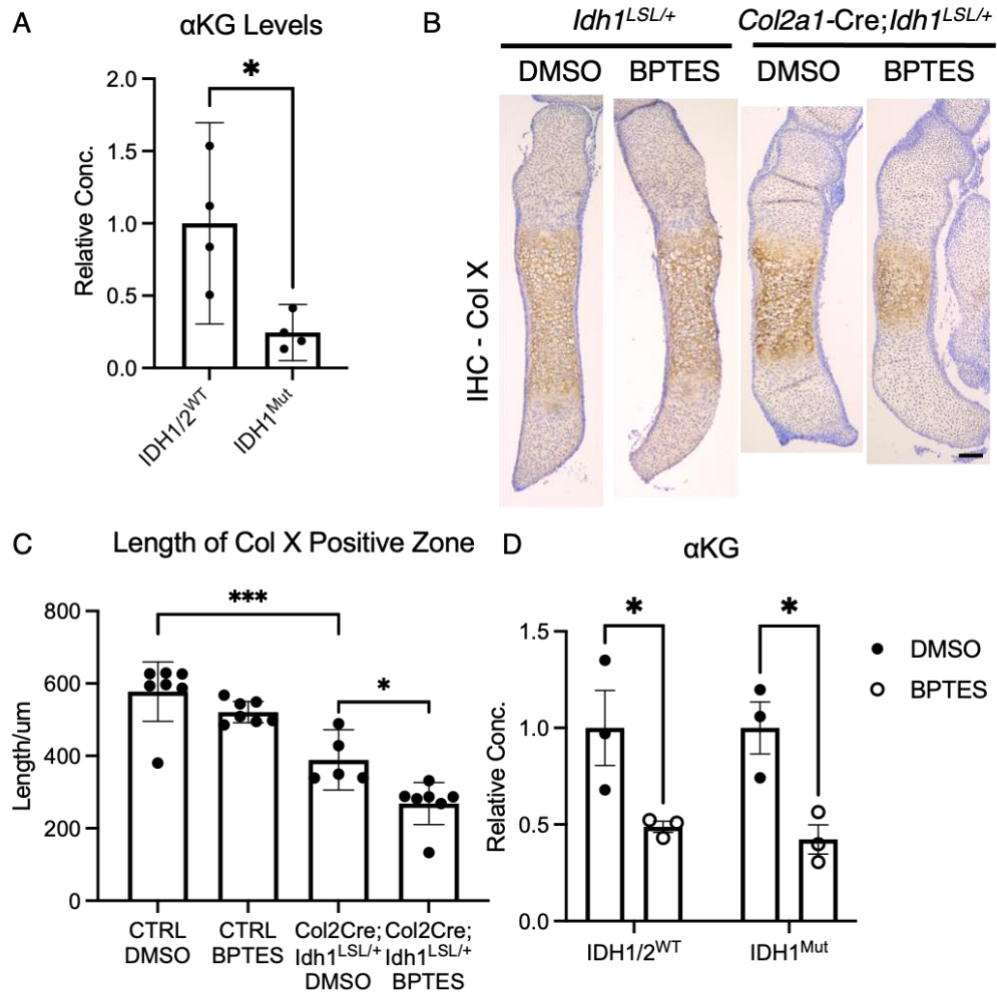 A
αKG Levels
*
2.0
1.5
1.0
0.5
0.0
Relative Conc.
IDH1/2WT
IDH1Mut
B
Idh1LSL/+
Col2a1-Cre;Idh1LSL/+
DMSO
BPTES
DMSO
BPTES
IHC - Col X
C
Length of Col X Positive Zone
***
*
800
600
400
200
0
Length/um
CTRL
DMSO
CTRL
BPTES
Col2Cre;
Idh1LSL/+
DMSO
Col2Cre;
Idh1LSL/+
BPTES
D
αKG
*
*
1.5
1.0
0.5
0.0
Relative Conc.
IDH1/2WT
IDH1Mut
DMSO
BPTES